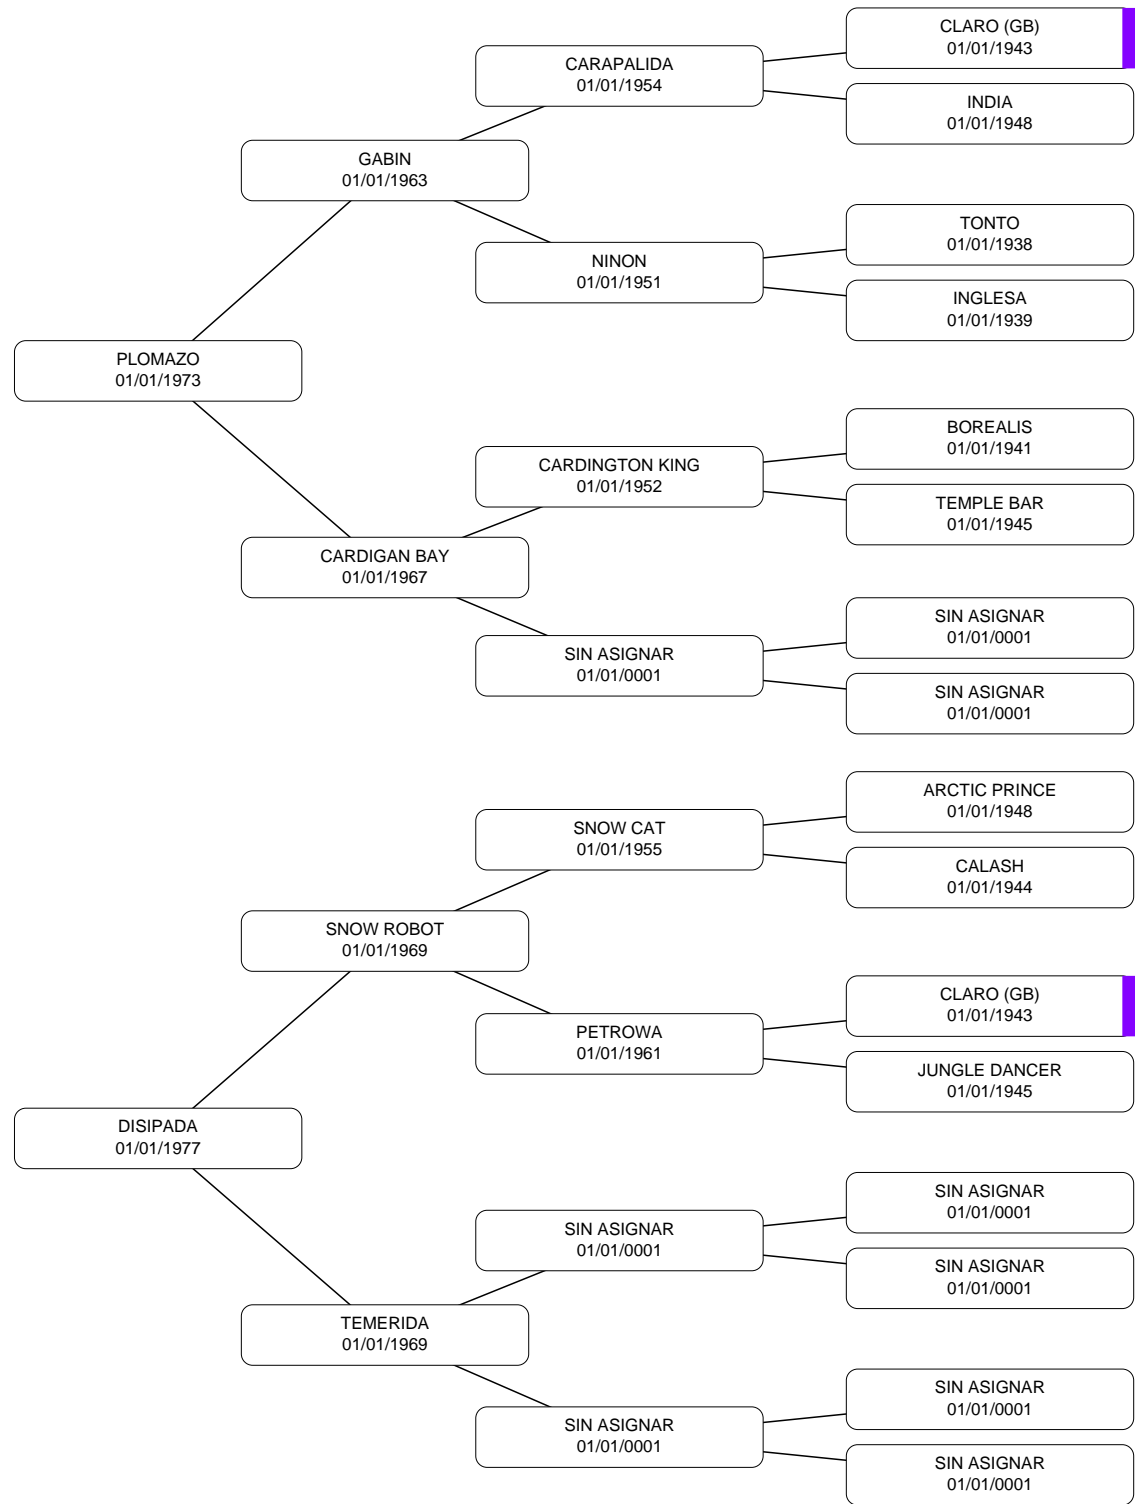 CLARO (GB)
01/01/1943
CARAPALIDA
01/01/1954
INDIA
01/01/1948
GABIN
01/01/1963
TONTO
01/01/1938
NINON
01/01/1951
INGLESA
01/01/1939
PLOMAZO
01/01/1973
BOREALIS
01/01/1941
CARDINGTON KING
01/01/1952
TEMPLE BAR
01/01/1945
CARDIGAN BAY
01/01/1967
SIN ASIGNAR
01/01/0001
SIN ASIGNAR
01/01/0001
SIN ASIGNAR
01/01/0001
ARCTIC PRINCE
01/01/1948
SNOW CAT
01/01/1955
CALASH
01/01/1944
SNOW ROBOT
01/01/1969
CLARO (GB)
01/01/1943
PETROWA
01/01/1961
JUNGLE DANCER
01/01/1945
DISIPADA
01/01/1977
SIN ASIGNAR
01/01/0001
SIN ASIGNAR
01/01/0001
SIN ASIGNAR
01/01/0001
TEMERIDA
01/01/1969
SIN ASIGNAR
01/01/0001
SIN ASIGNAR
01/01/0001
SIN ASIGNAR
01/01/0001